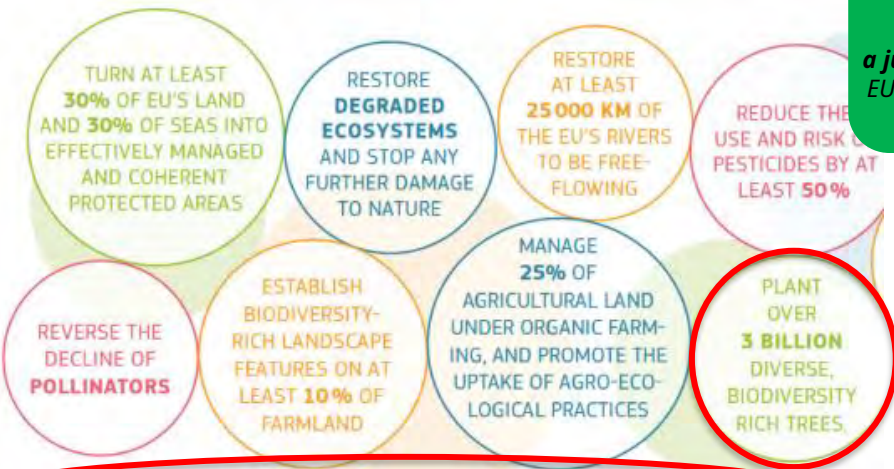 TURN AT LEAST
30% OF EU'S LAND
AND 30% OF SEAS INTO
EFFECTIVELY MANAGED
AND COHERENT
PROTECTED AREAS
RESTORE
DEGRADED
ECOSYSTEMS
AND STOP ANY
FURTHER DAMAGE
TO NATURE
RESTORE
AT LEAST
25 000 KM OF
THE EU'S RIVERS
TO BE FREE-
FLOWING
REDUCE THE
USE AND RISK
PESTICIDES BY AT
LEAST 50%
a
EU
REVERSE THE
DECLINE OF
POLLINATORS
ESTABLISH
BIODIVERSITY-
RICH LANDSCAPE
FEATURES ON AT
LEAST 10% OF
FARMLAND
MANAGE
25% OF
AGRICULTURAL LAND
UNDER ORGANIC FARM-
ING, AND PROMOTE THE
UPTAKE OF AGRO-ECO-
LOGICAL PRACTICES
PLANT
OVER
3 BILLION
DIVERSE,
BIODIVERSITY
RICH TREES